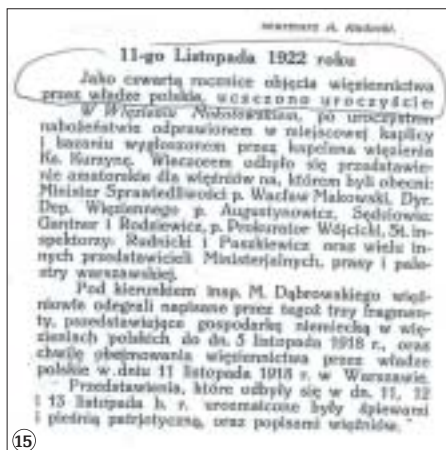 11-go Listopada 1922 roku
Jako czwartą rocznicę objęcia więziennictwa
przez władze polskie, uczczono uroczyście
W Więzieniu Mokotowskiem, po uroczystem
nabożeństwie odprawionem w miejscowej kaplicy
i kazaniu wygłoszonem przez kapelana więzienia
Ks. Kurzynę. Wieczorem odbyło się przedstawie-
nie amatorskie dla więźniów na, którem byli obecni:
Minister Sprawiedliwości p. Wacław Makowski, Dyr.
Dep. Więziennego p. Augustynowicz, Sędziowie:
Gantner i Rodziewicz, p. Prokurator Wójcicki, St. in-
spektorzy: Rudnicki i Paszkiewicz oraz wielu in-
nych przedstawicieli Ministerjalnych, prasy i pale-
stry warszawskiej.
Pod kierunkiem insp. M. Dąbrowskiego więź-
niowie odegrali napisane przez tegoż trzy fragmen-
ty, przedstawiające gospodarkę niemiecką w wię-
zieniach polskich do dn. 5 listopada 1918 r., oraz
chwilę obejmowania więziennictwa przez władze
polskie w dniu 11 listopada 1918 r. w Warszawie.
Przedstawienia, które odbyły się w dn. 11, 12
i 13 listopada b. r. urozmaicone były śpiewami
i pieśnią patrjotyczną, oraz popisami więźniów.
15